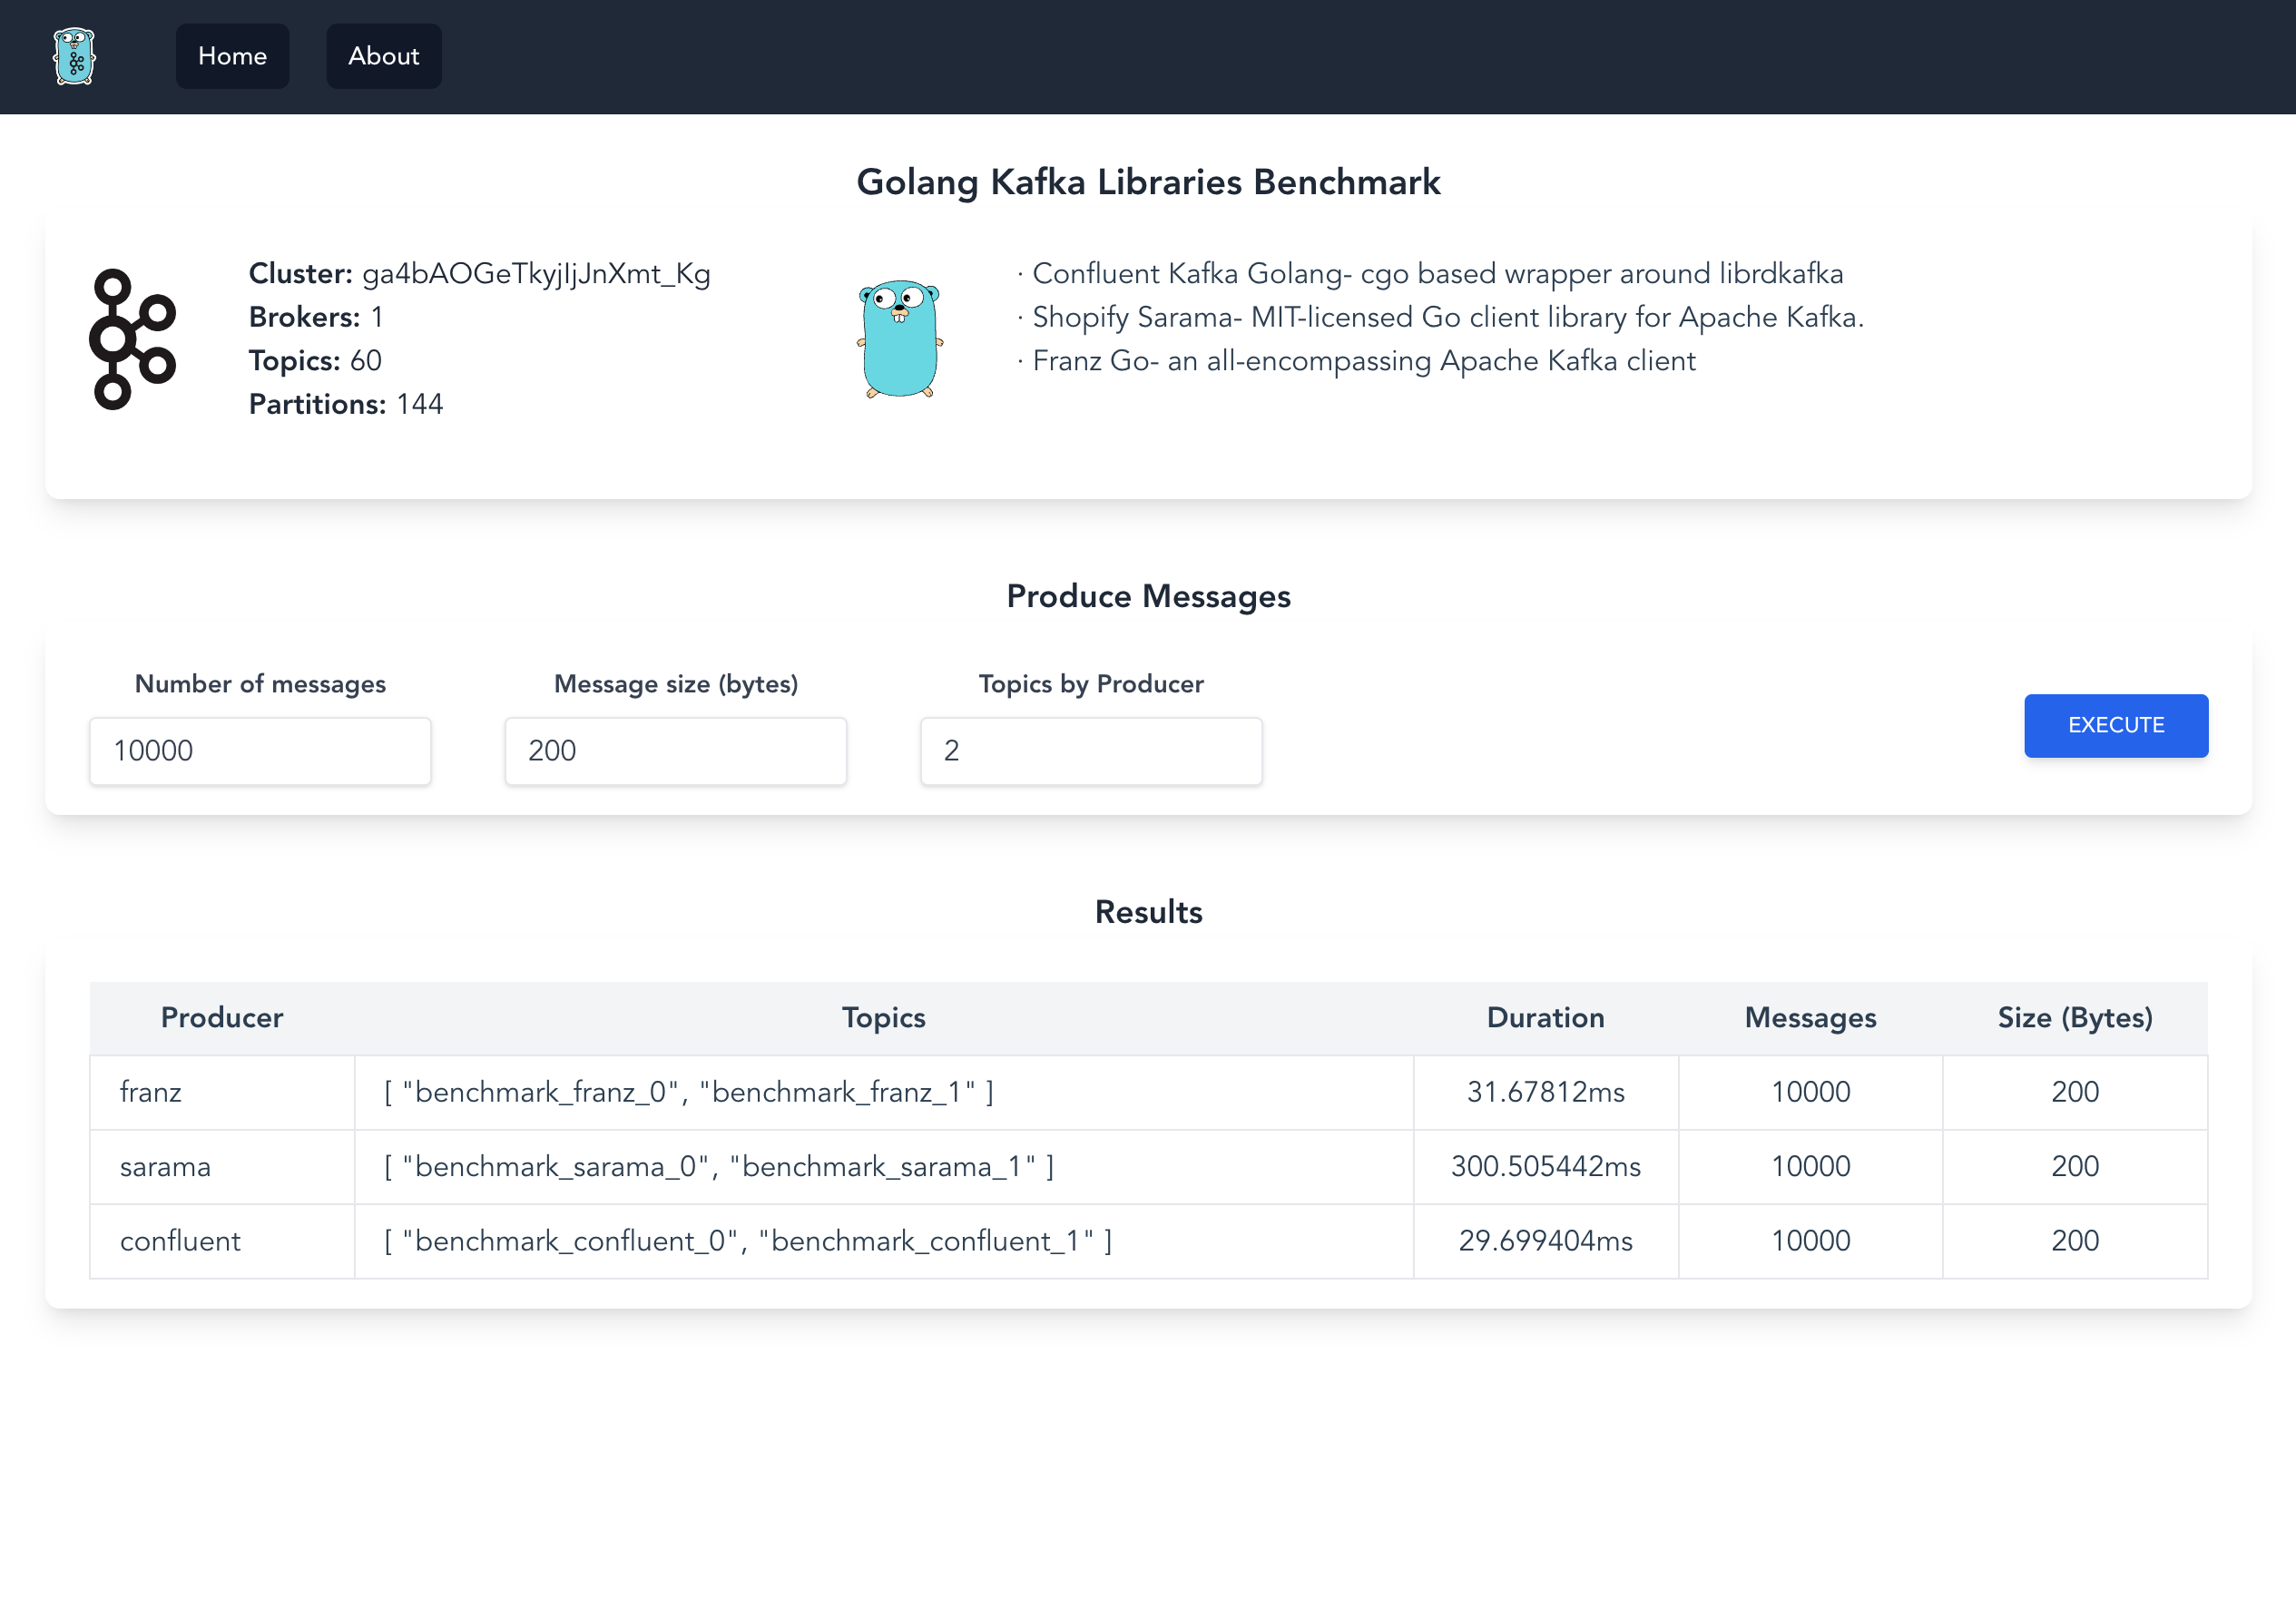 Home About
Golang Kafka Libraries Benchmark
Cluster: ga4bAOGeTkyjIjJnXmt_Kg
Brokers: 1
Topics: 60
Partitions: 144
· Confluent Kafka Golang- cgo based wrapper around librdkafka
· Shopify Sarama- MIT-licensed Go client library for Apache Kafka.
· Franz Go- an all-encompassing Apache Kafka client
Produce Messages
Number of messages Message size (bytes) Topics by Producer
10000 200 2 EXECUTE
Results
Producer Topics Duration Messages Size (Bytes)
franz [ "benchmark_franz_0", "benchmark_franz_1" ] 31.67812ms 10000 200
sarama [ "benchmark_sarama_0", "benchmark_sarama_1" ] 300.505442ms 10000 200
confluent [ "benchmark_confluent_0", "benchmark_confluent_1" ] 29.699404ms 10000 200